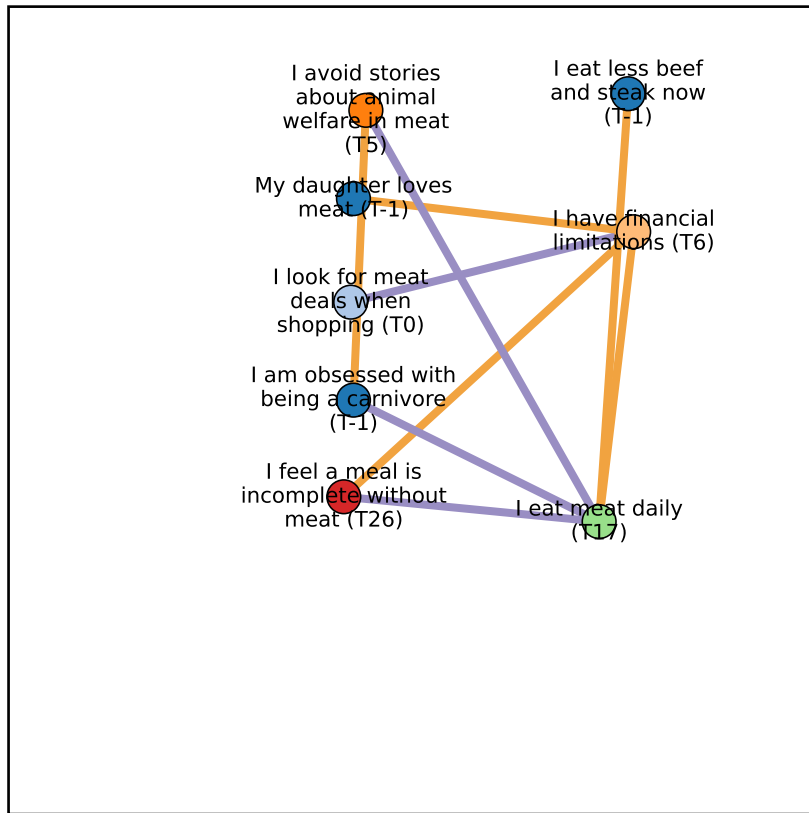 I avoid stories
about animal
welfare in meat
(T5)
I eat less beef
and steak now
(T-1)
My daughter loves
meat (T-1)
I have financial
limitations (T6)
I look for meat
deals when
shopping (T0)
I am obsessed with
being a carnivore
(T-1)
I feel a meal is
incomplete without
meat (T26)
I eat meat daily
(T17)